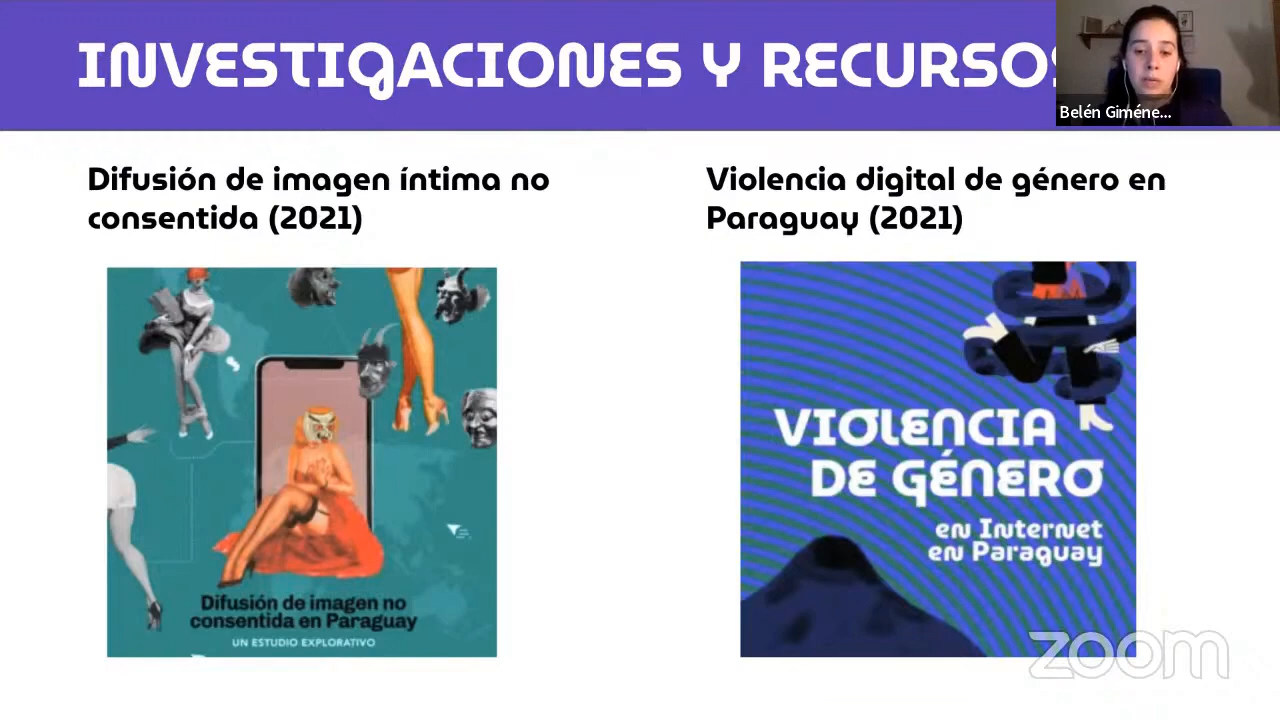 INVESTIGACIONES Y RECURSOS
Belén Giméne...
Difusión de imagen íntima no
consentida (2021)
Violencia digital de género en
Paraguay (2021)
Difusión de imagen no
consentida en Paraguay
UN ESTUDIO EXPLORATIVO
VIOLENCIA
DE GÉNERO
en Internet
en Paraguay
zoom